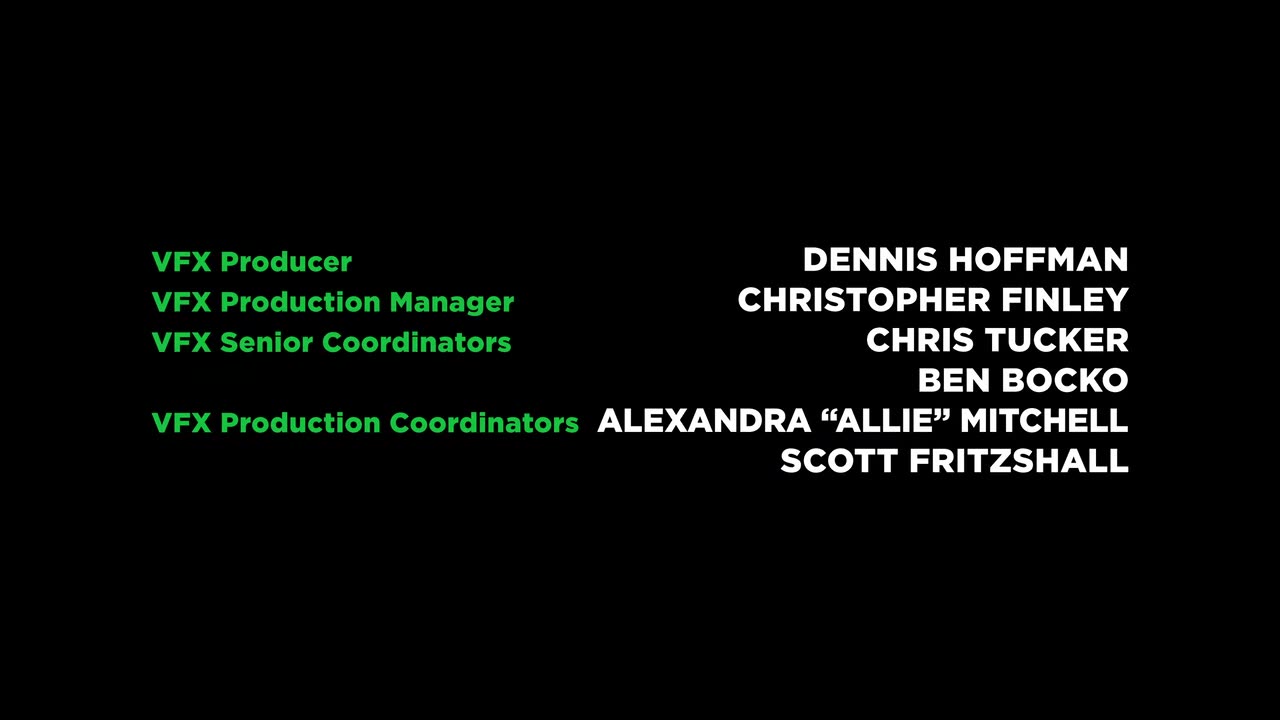 VFX Producer DENNIS HOFFMAN
VFX Production Manager CHRISTOPHER FINLEY
VFX Senior Coordinators CHRIS TUCKER
BEN BOCKO
VFX Production Coordinators ALEXANDRA “ALLIE” MITCHELL
SCOTT FRITZSHALL